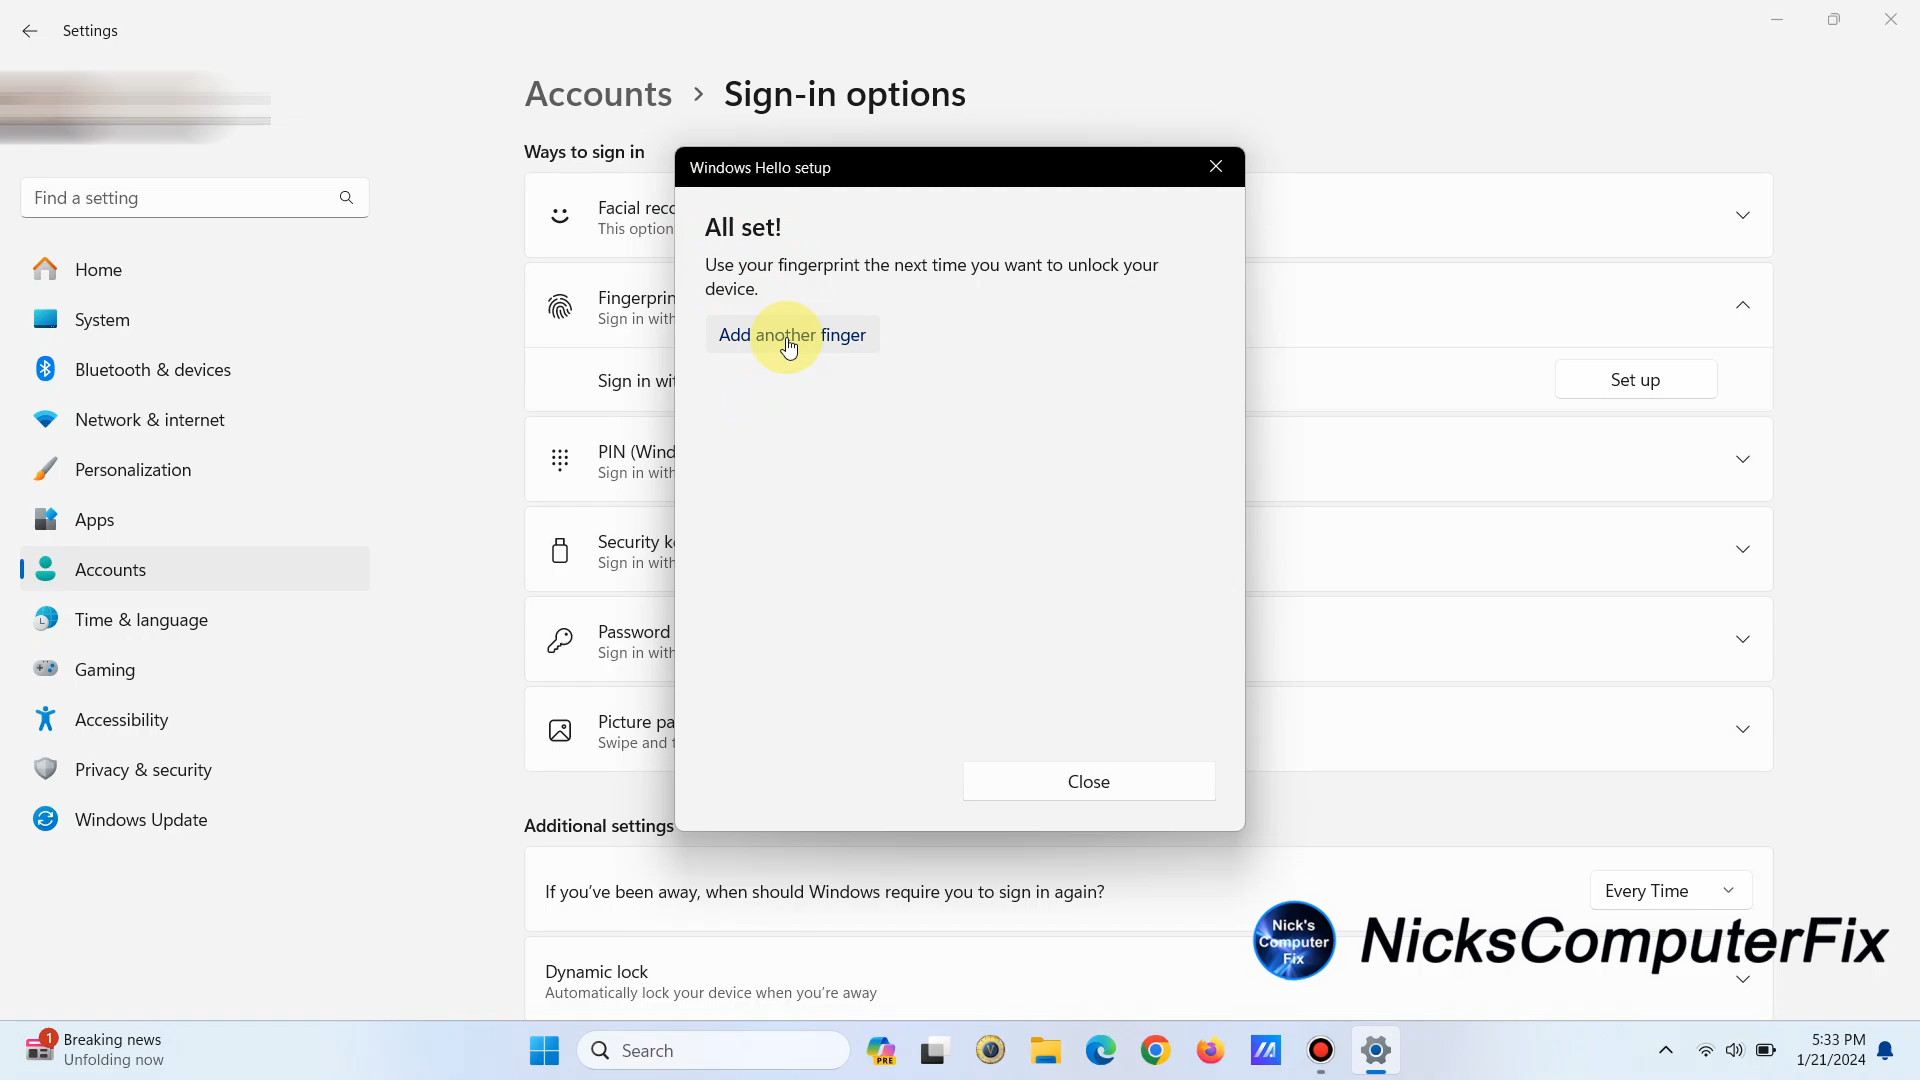 Settings
Accounts > Sign-in options
Ways to sign in
Find a setting
Home
System
Bluetooth & devices
Network & internet
Personalization
Apps
Accounts
Time & language
Gaming
Accessibility
Privacy & security
Windows Update
Facial reco
This option
Fingerprin
Sign in with
Sign in wit
Set up
PIN (Wind
Sign in with
Security ke
Sign in with
Password
Sign in with
Picture pa
Swipe and t
Windows Hello setup
All set!
Use your fingerprint the next time you want to unlock your
device.
Add another finger
Close
Additional settings
If you've been away, when should Windows require you to sign in again?
Every Time
Dynamic lock
Automatically lock your device when you're away
Nick's
Computer
Fix
NicksComputerFix
1
Breaking news
Unfolding now
Search
PRE
5:33 PM
1/21/2024